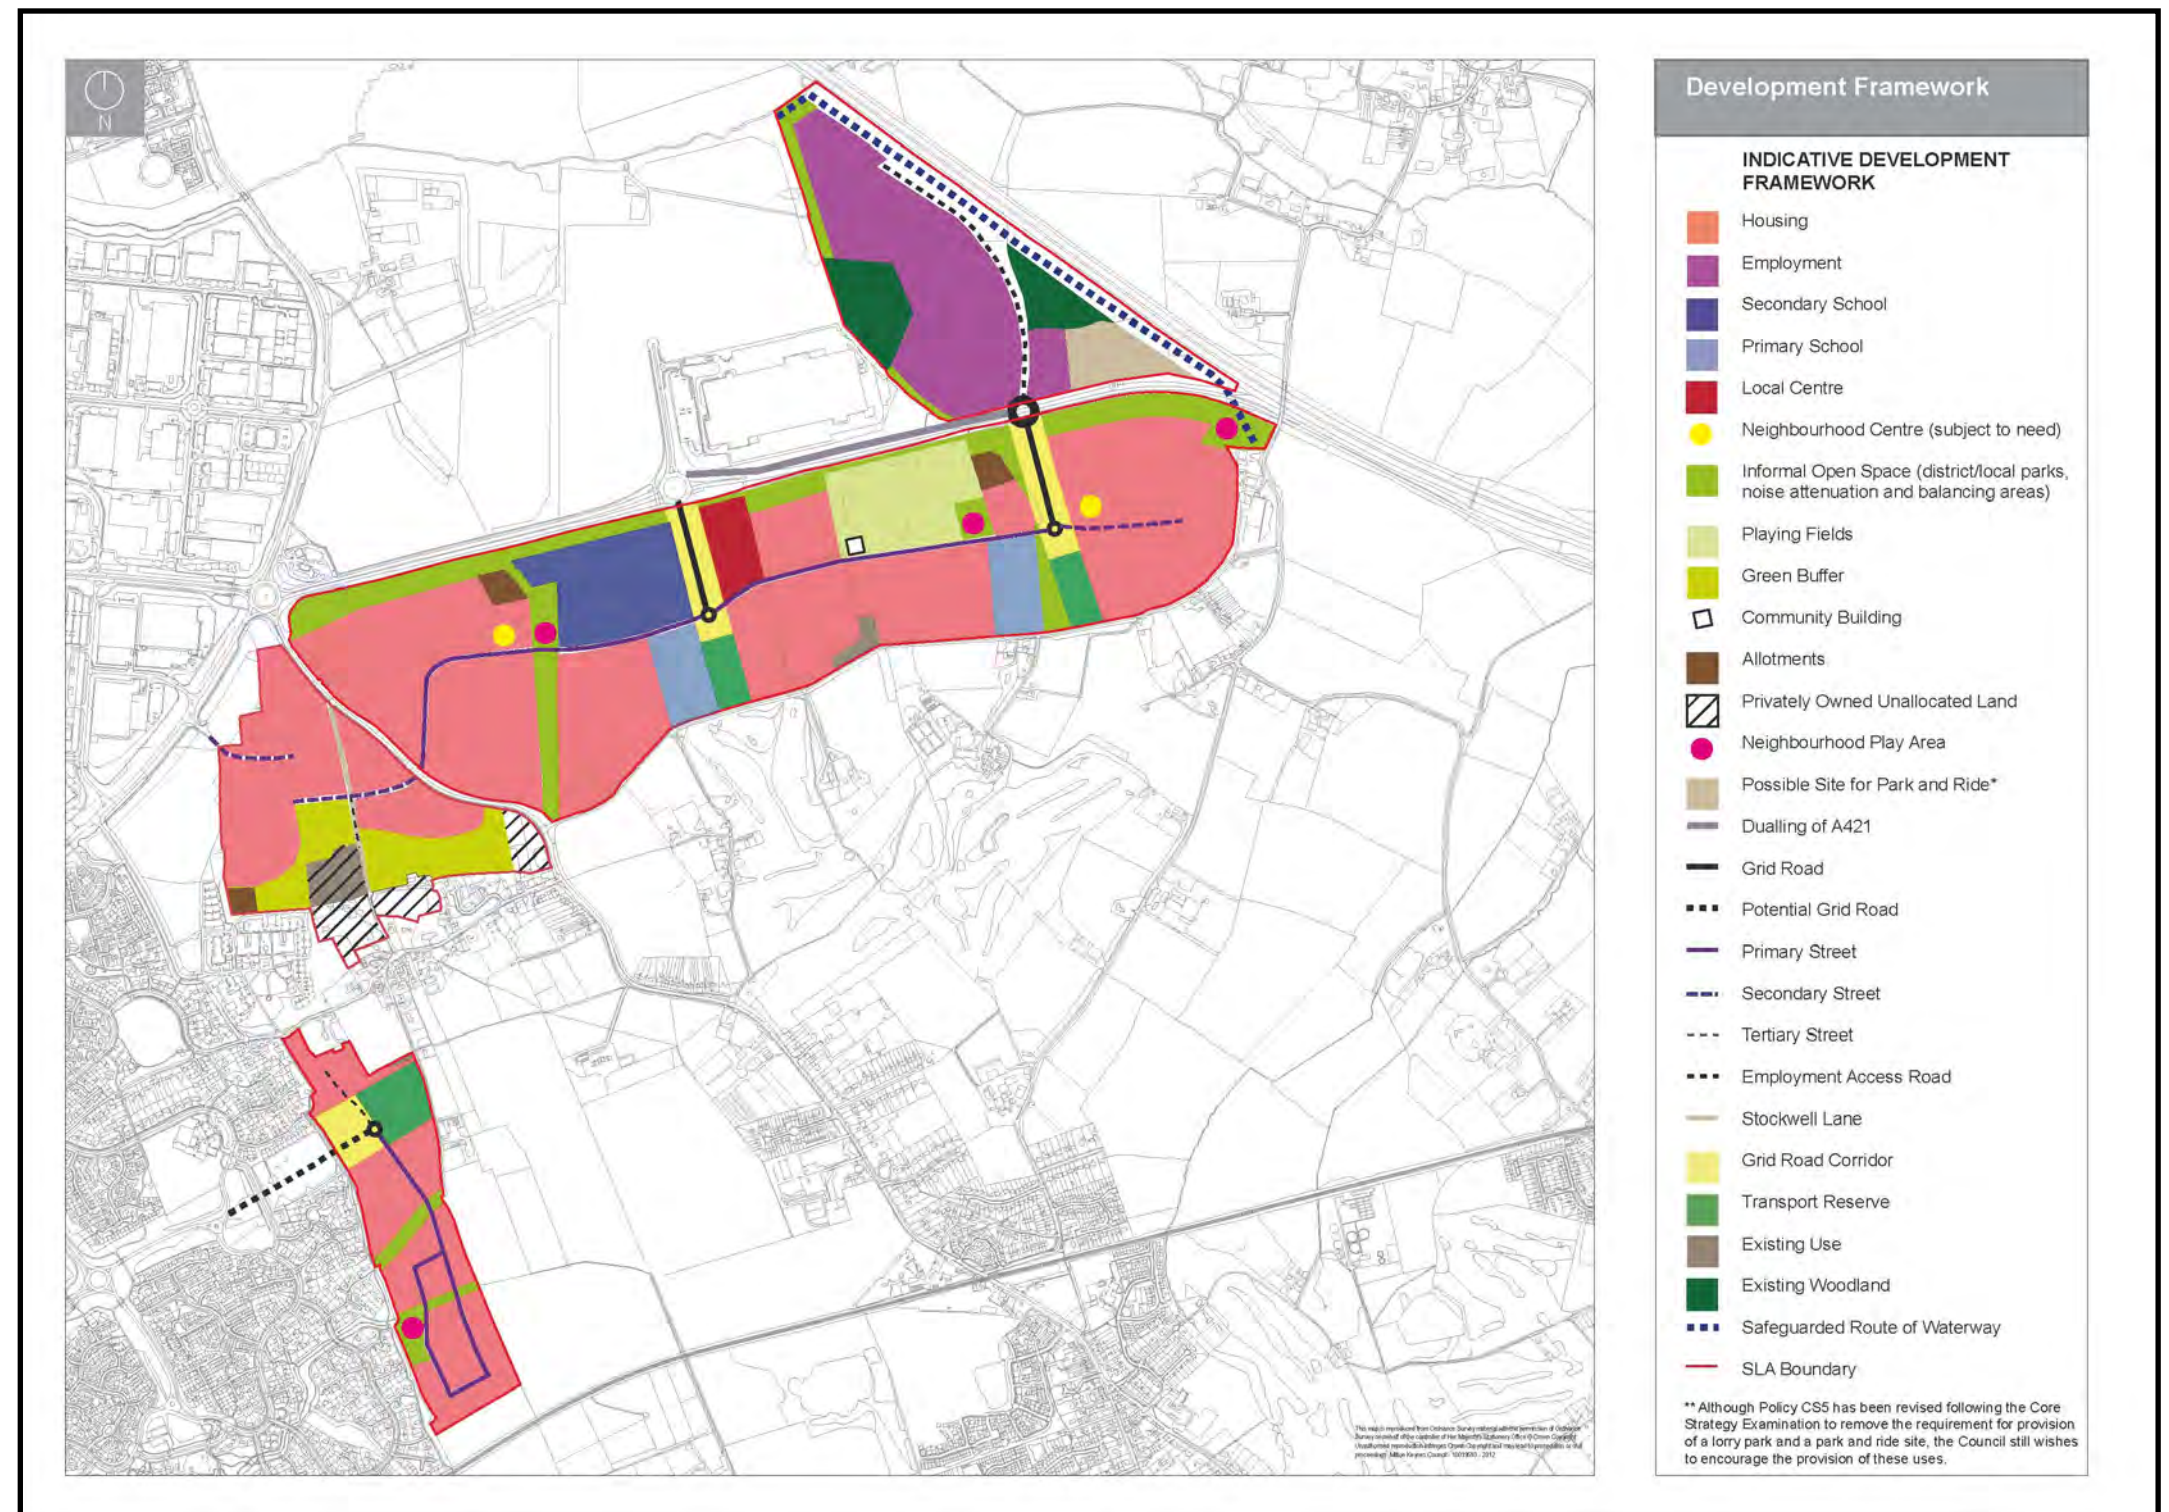 N
Development Framework
INDICATIVE DEVELOPMENT
FRAMEWORK
Housing
Employment
Secondary School
Primary School
Local Centre
Neighbourhood Centre (subject to need)
Informal Open Space (district/local parks,
noise attenuation and balancing areas)
Playing Fields
Green Buffer
Community Building
Allotments
Privately Owned Unallocated Land
Neighbourhood Play Area
Possible Site for Park and Ride*
Dualling of A421
Grid Road
Potential Grid Road
Primary Street
Secondary Street
Tertiary Street
Employment Access Road
Stockwell Lane
Grid Road Corridor
Transport Reserve
Existing Use
Existing Woodland
Safeguarded Route of Waterway
SLA Boundary
** Although Policy CS5 has been revised following the Core
Strategy Examination to remove the requirement for provision
of a lorry park and a park and ride site, the Council still wishes
to encourage the provision of these uses.